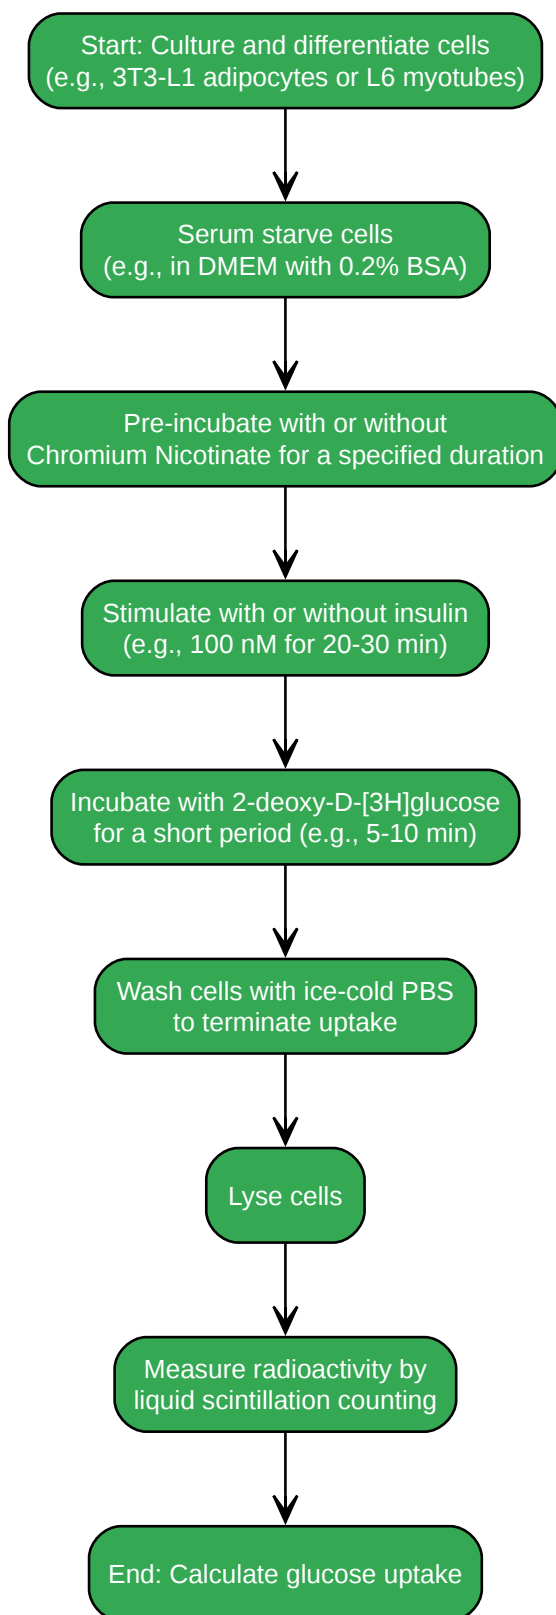 Start: Culture and differentiate cells
(e.g., 3T3-L1 adipocytes or L6 myotubes)
Serum starve cells
(e.g., in DMEM with 0.2% BSA)
Pre-incubate with or without
Chromium Nicotinate for a specified duration
Stimulate with or without insulin
(e.g., 100 nM for 20-30 min)
Incubate with 2-deoxy-D-[3H]glucose
for a short period (e.g., 5-10 min)
Wash cells with ice-cold PBS
to terminate uptake
Lyse cells
Measure radioactivity by
liquid scintillation counting
End: Calculate glucose uptake